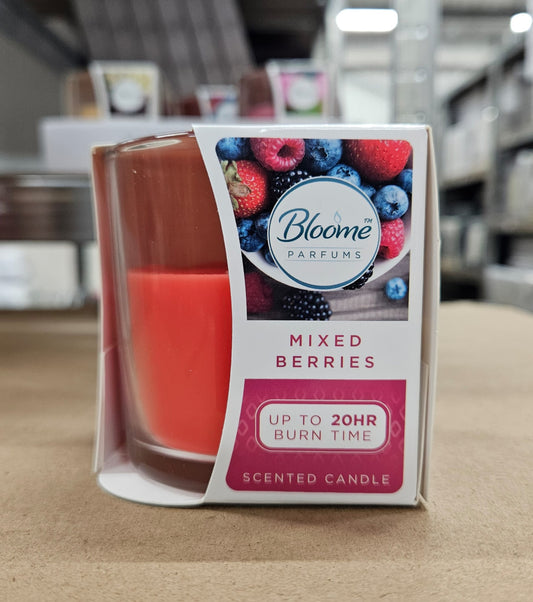 Bloome™
PARFUMS
MIXED
BERRIES
UP TO 20HR
BURN TIME
SCENTED CANDLE